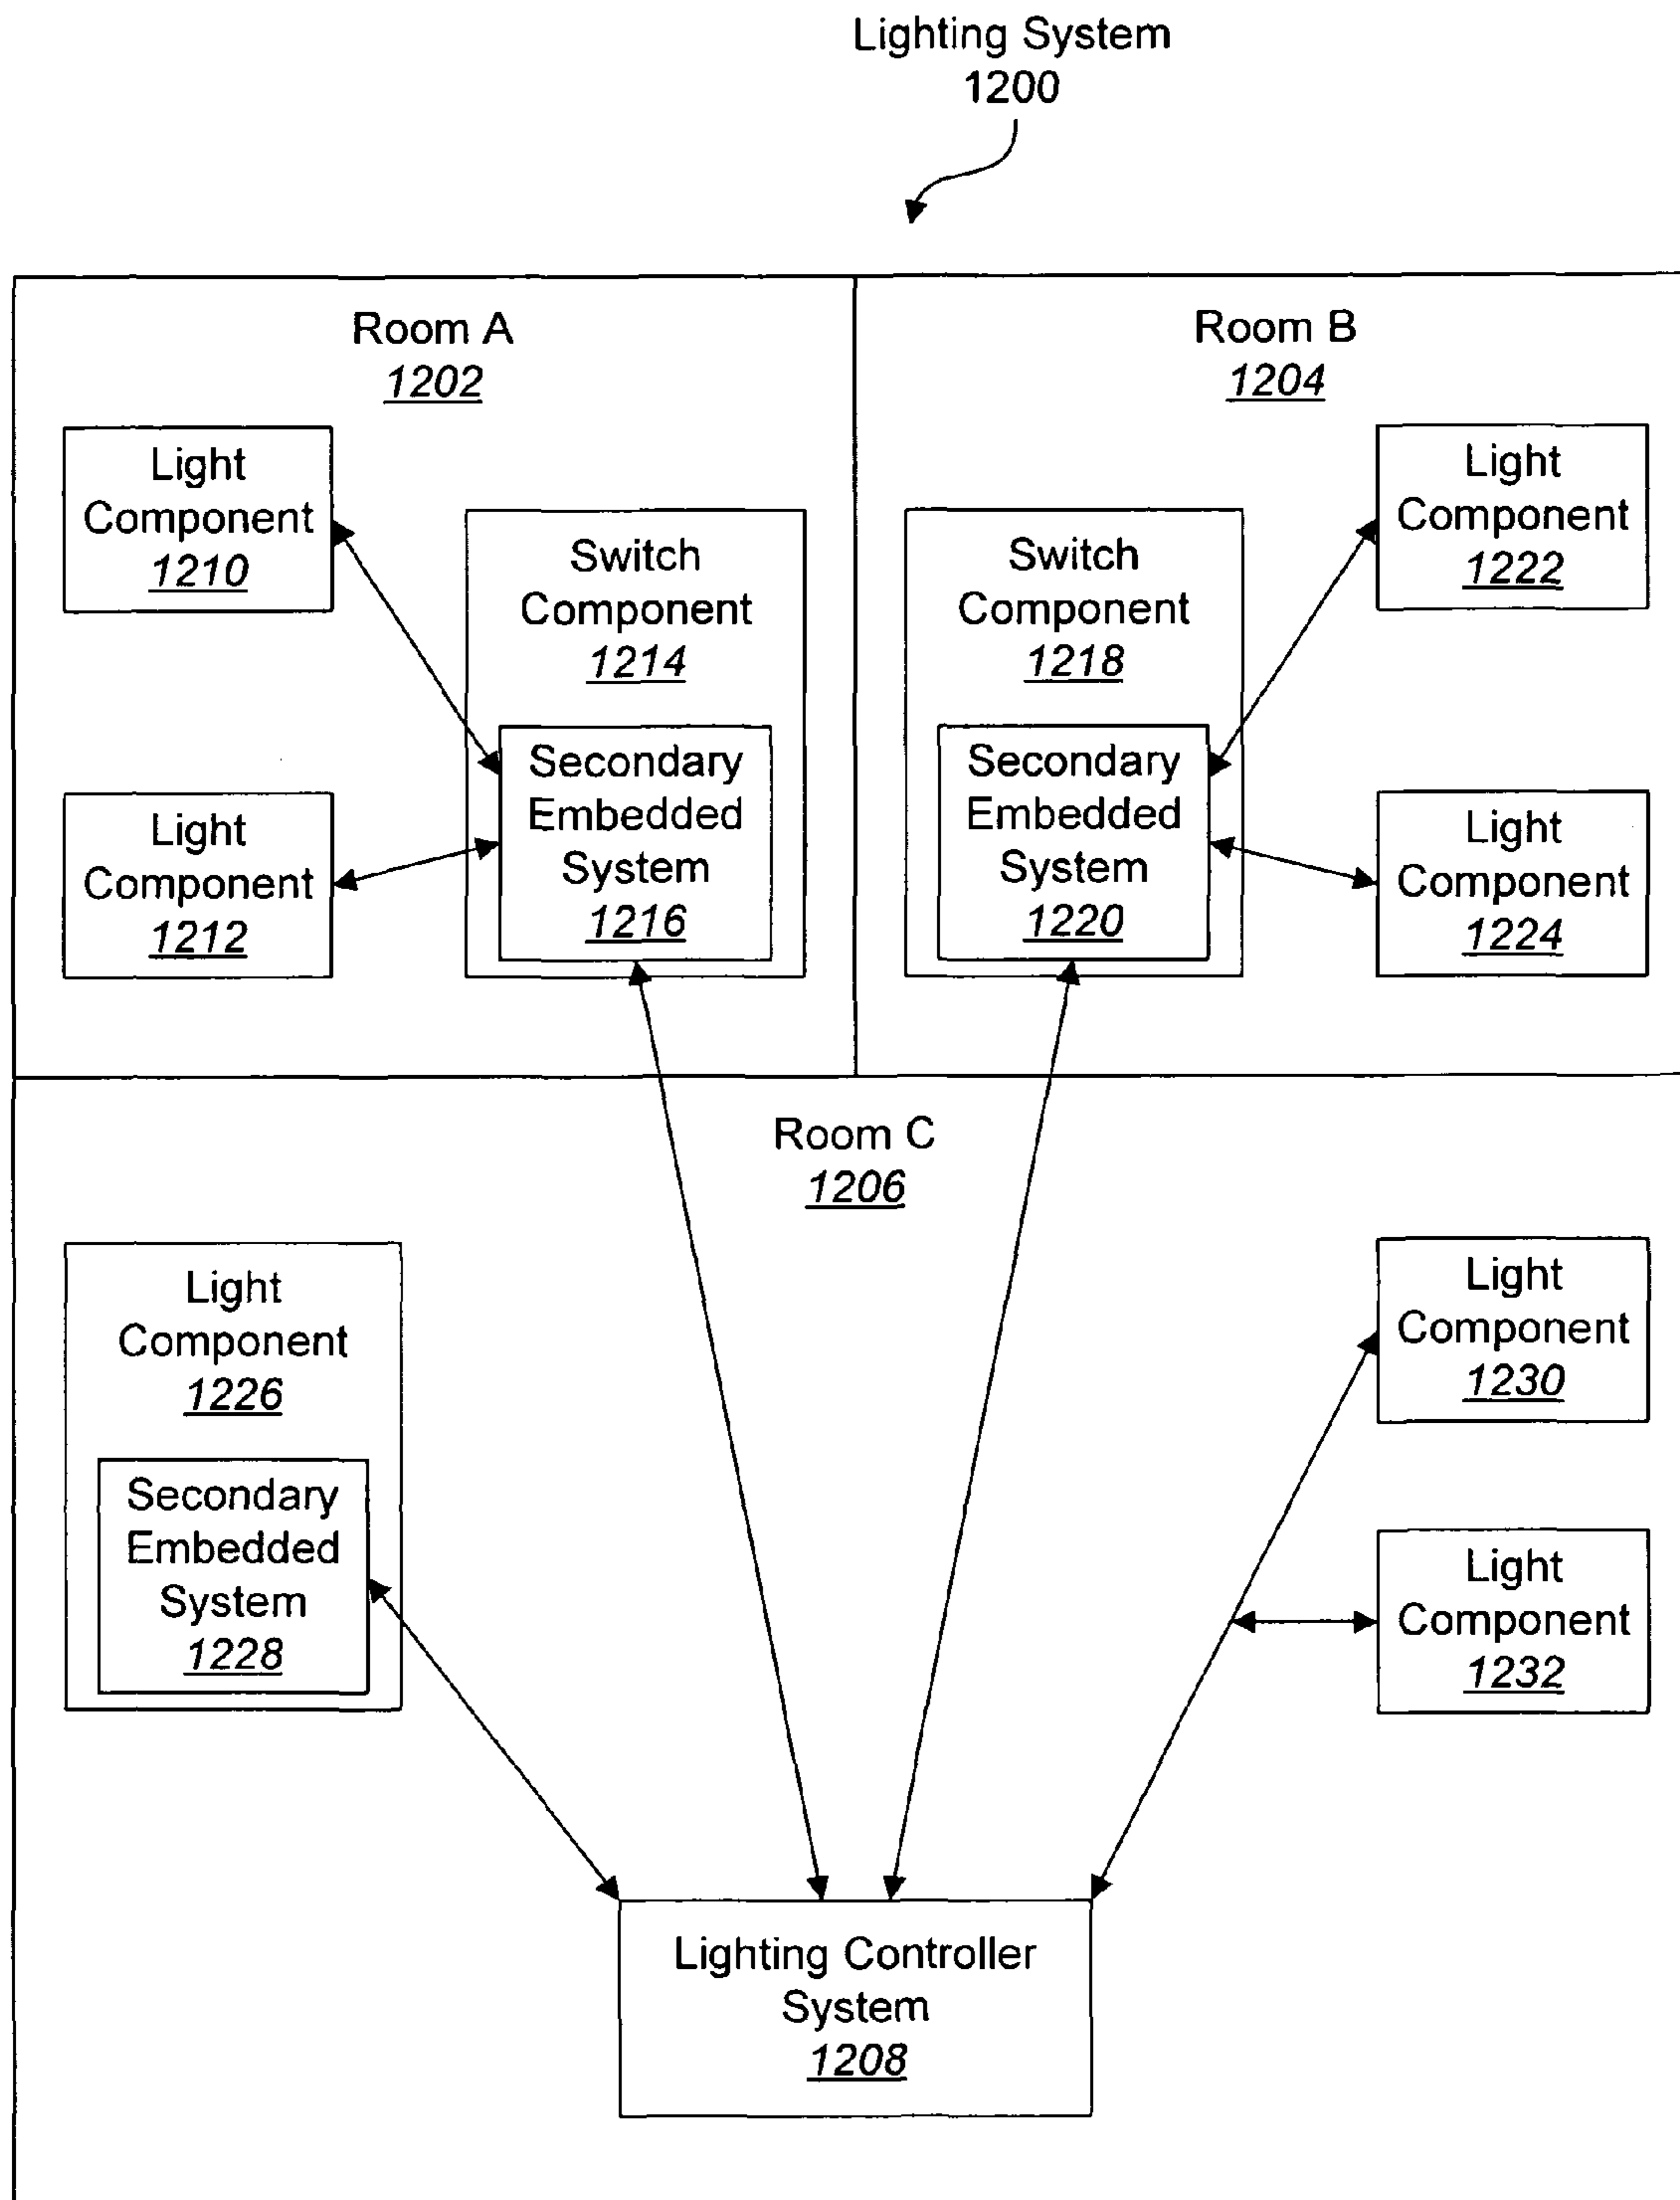 Lighting System
1200
Room A
1202
Light
Component
1210
Switch
Component
1214
Secondary
Embedded
System
1216
Light
Component
1212
Room B
1204
Switch
Component
1218
Secondary
Embedded
System
1220
Light
Component
1222
Light
Component
1224
Room C
1206
Light
Component
1226
Secondary
Embedded
System
1228
Light
Component
1230
Light
Component
1232
Lighting Controller
System
1208